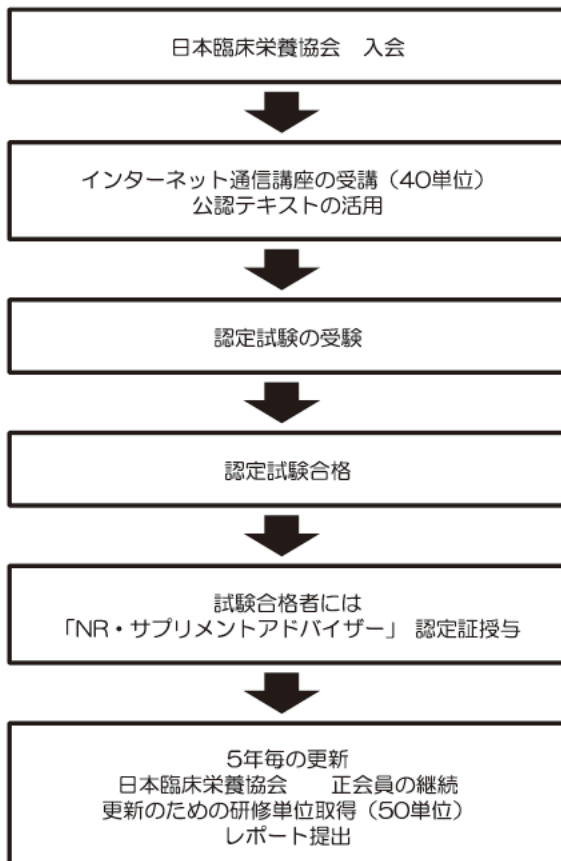 日本臨床栄養協会　入会
インターネット通信講座の受講（40単位）
公認テキストの活用
認定試験の受験
認定試験合格
試験合格者には
「NR・サプリメントアドバイザー」 認定証授与
5年毎の更新
日本臨床栄養協会　　正会員の継続
更新のための研修単位取得（50単位）
レポート提出